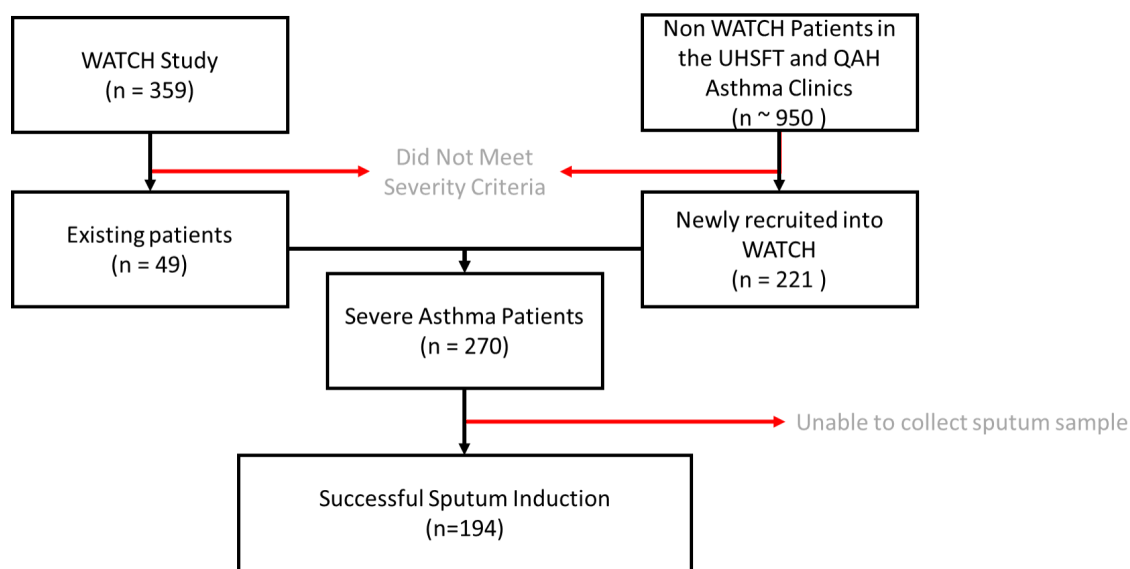 WATCH Study
(n = 359)
Non WATCH Patients in
the UHSFT and QAH
Asthma Clinics
(n ~ 950 )
Did Not Meet
Severity Criteria
Existing patients
(n = 49)
Newly recruited into
WATCH
(n = 221 )
Severe Asthma Patients
(n = 270)
Unable to collect sputum sample
Successful Sputum Induction
(n=194)